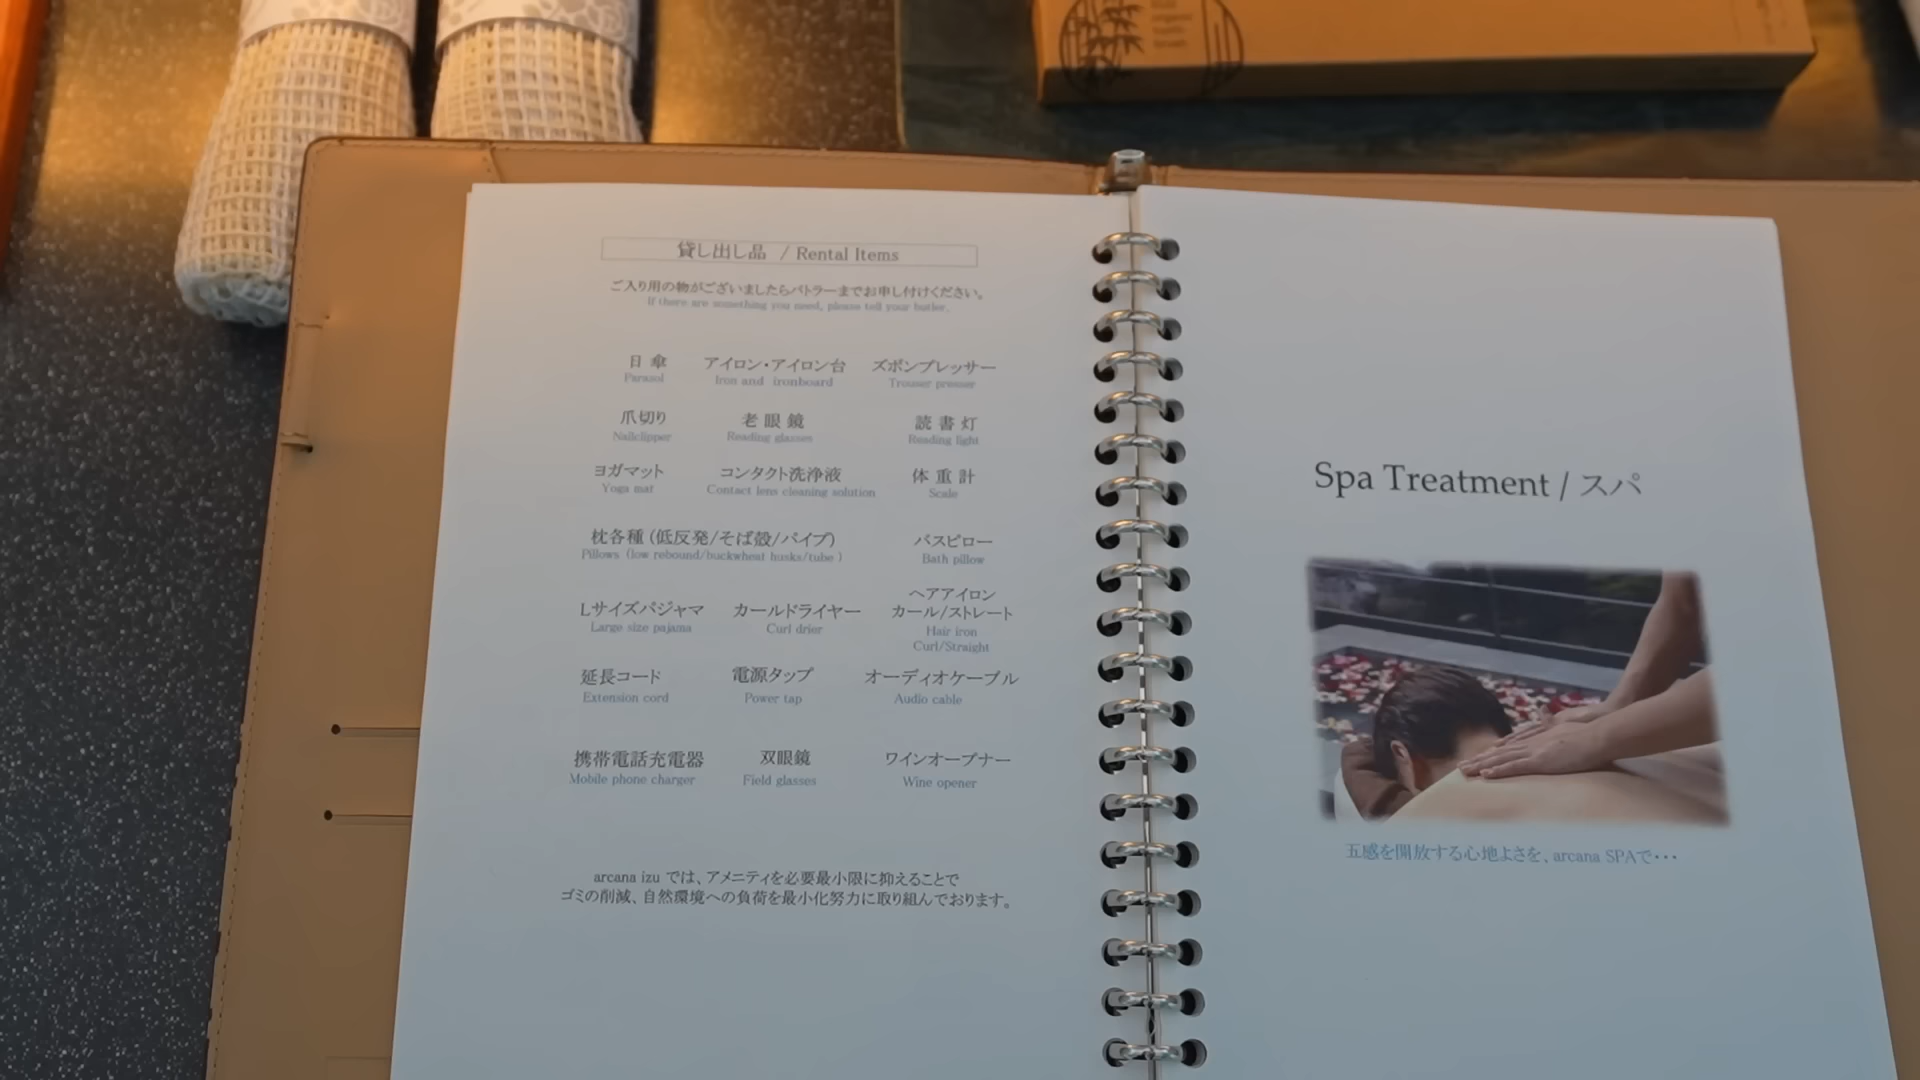 貸し出し品 / Rental Items
ご入り用の物がございましたらバトラーまでお申し付けください。
If there are something you need, please tell your butler.
日 傘 アイロン・アイロン台 ズボンプレッサー
Parasol Iron and ironboard Trouser presser
爪切り 老 眼 鏡 読 書 灯
Nailclipper Reading glasses Reading light
ヨガマット コンタクト洗浄液 体 重 計
Yoga mat Contact lens cleaning solution Scale
枕各種（低反発/そば殻/パイプ） バスピロー
Pillows (low rebound/buckwheat husks/tube ) Bath pillow
ヘアアイロン
Lサイズパジャマ カールドライヤー カール/ストレート
Large size pajama Curl drier Hair iron
Curl/Straight
延長コード 電源タップ オーディオケーブル
Extension cord Power tap Audio cable
携帯電話充電器 双眼鏡 ワインオープナー
Mobile phone charger Field glasses Wine opener
arcana izu では、アメニティを必要最小限に抑えることで
ゴミの削減、自然環境への負荷を最小化努力に取り組んでおります。
Spa Treatment / スパ
五感を開放する心地よさを、arcana SPAで・・・